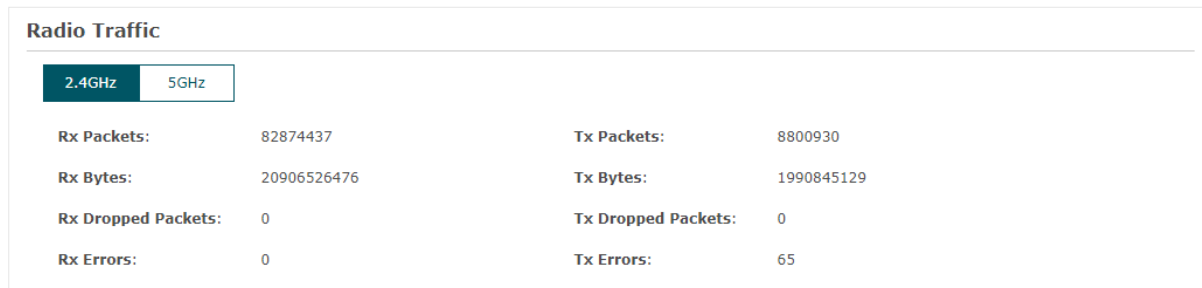 Radio Traffic
2.4GHz 5GHz
Rx Packets: 82874437 Tx Packets: 8800930
Rx Bytes: 20906526476 Tx Bytes: 1990845129
Rx Dropped Packets: 0 Tx Dropped Packets: 0
Rx Errors: 0 Tx Errors: 65